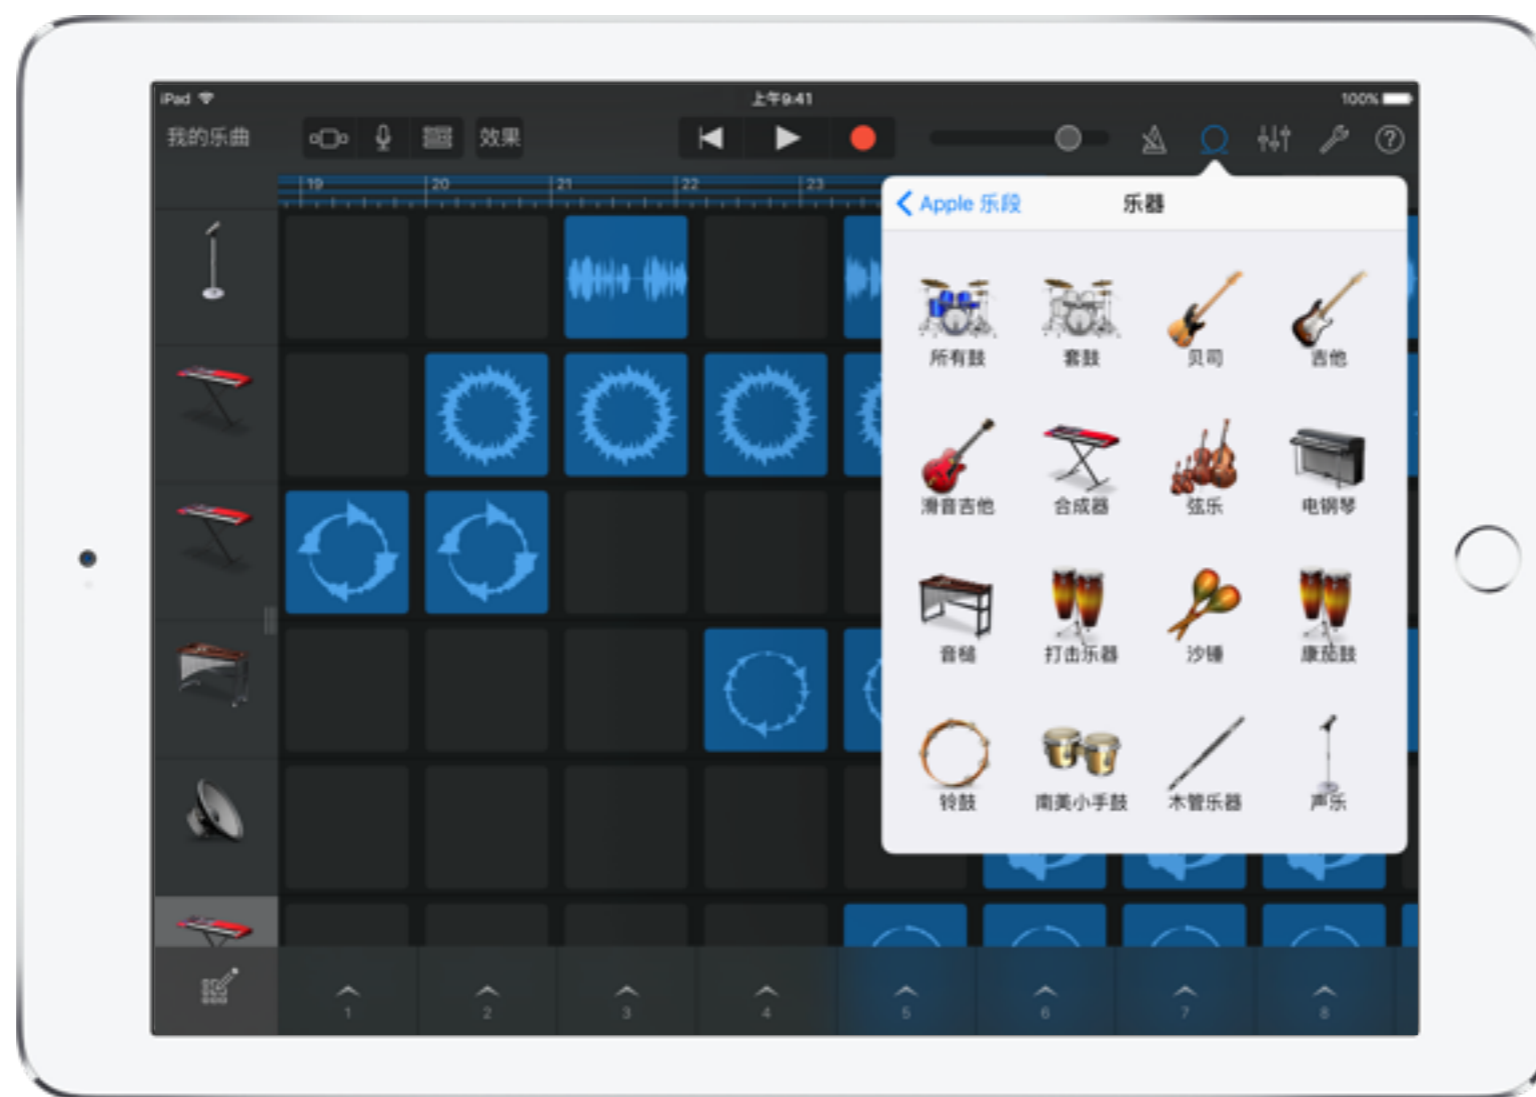 iPad
上午9:41
100%
我的乐曲
效果
19 20 21 22 23
Apple 乐段
乐器
所有鼓 套鼓 贝司 吉他
滑音吉他 合成器 弦乐 电钢琴
音槌 打击乐器 沙锤 康茄鼓
铃鼓 南美小手鼓 木管乐器 声乐
1 2 3 4 5 6 7 8